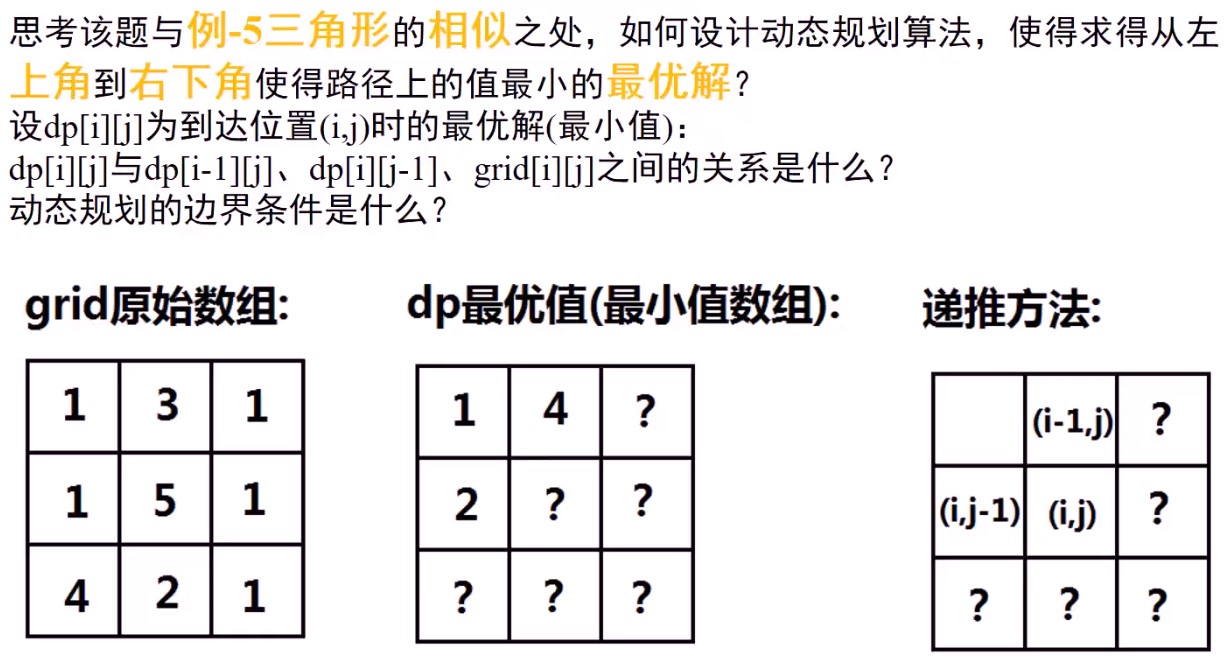 思考该题与例-5三角形的相似之处，如何设计动态规划算法，使得求得从左
上角到右下角使得路径上的值最小的最优解？
设dp[i][j]为到达位置(i,j)时的最优解(最小值)：
dp[i][j]与dp[i-1][j]、dp[i][j-1]、grid[i][j]之间的关系是什么？
动态规划的边界条件是什么？
grid原始数组:
1 3 1
1 5 1
4 2 1
dp最优值(最小值数组):
1 4 ?
2 ? ?
? ? ?
递推方法:
(i-1,j) ?
(i,j-1) (i,j) ?
? ? ?